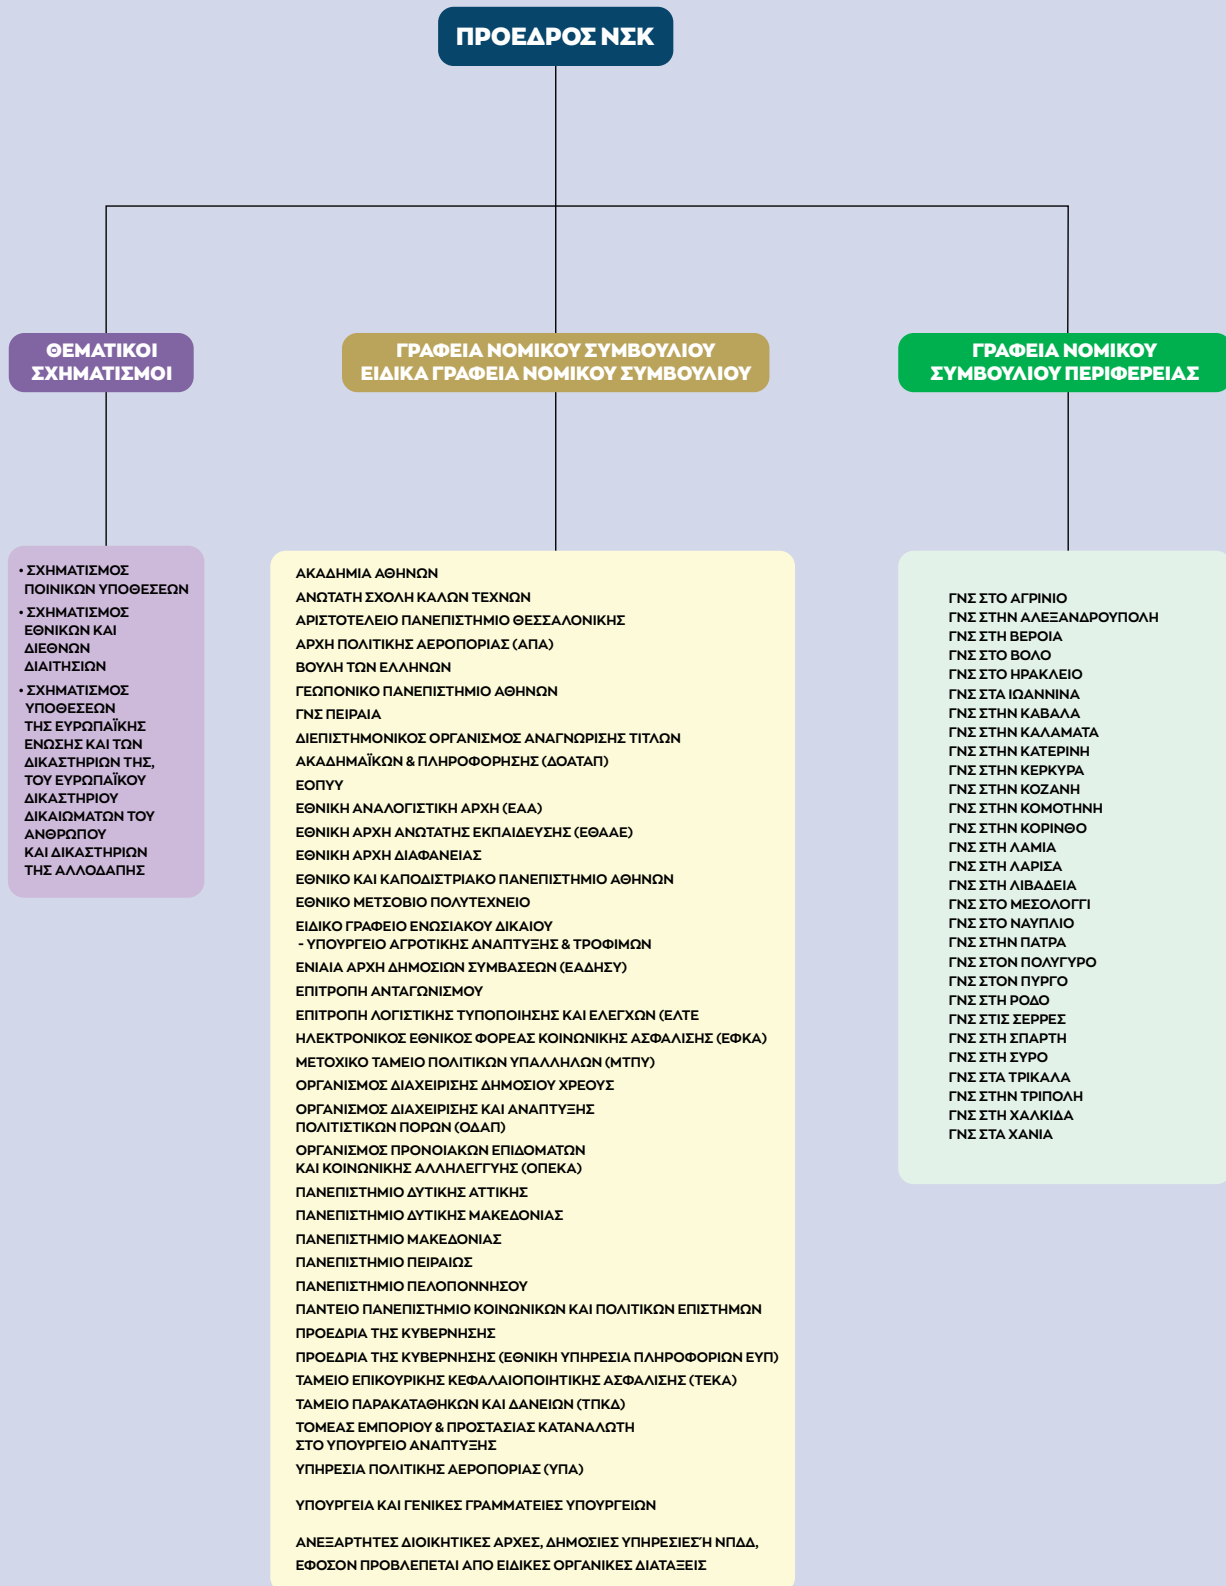 ΠΡΟΕΔΡΟΣ ΝΣΚ
ΘΕΜΑΤΙΚΟΙ
ΣΧΗΜΑΤΙΣΜΟΙ
ΓΡΑΦΕΙΑ ΝΟΜΙΚΟΥ ΣΥΜΒΟΥΛΙΟΥ
ΕΙΔΙΚΑ ΓΡΑΦΕΙΑ ΝΟΜΙΚΟΥ ΣΥΜΒΟΥΛΙΟΥ
ΓΡΑΦΕΙΑ ΝΟΜΙΚΟΥ
ΣΥΜΒΟΥΛΙΟΥ ΠΕΡΙΦΕΡΕΙΑΣ
• ΣΧΗΜΑΤΙΣΜΟΣ
ΠΟΙΝΙΚΩΝ ΥΠΟΘΕΣΕΩΝ
• ΣΧΗΜΑΤΙΣΜΟΣ
ΕΘΝΙΚΩΝ ΚΑΙ
ΔΙΕΘΝΩΝ
ΔΙΑΙΤΗΣΙΩΝ
• ΣΧΗΜΑΤΙΣΜΟΣ
ΥΠΟΘΕΣΕΩΝ
ΤΗΣ ΕΥΡΩΠΑΪΚΗΣ
ΕΝΩΣΗΣ ΚΑΙ ΤΩΝ
ΔΙΚΑΣΤΗΡΙΩΝ ΤΗΣ,
ΤΟΥ ΕΥΡΩΠΑΪΚΟΥ
ΔΙΚΑΣΤΗΡΙΟΥ
ΔΙΚΑΙΩΜΑΤΩΝ ΤΟΥ
ΑΝΘΡΩΠΟΥ
ΚΑΙ ΔΙΚΑΣΤΗΡΙΩΝ
ΤΗΣ ΑΛΛΟΔΑΠΗΣ
ΑΚΑΔΗΜΙΑ ΑΘΗΝΩΝ
ΑΝΩΤΑΤΗ ΣΧΟΛΗ ΚΑΛΩΝ ΤΕΧΝΩΝ
ΑΡΙΣΤΟΤΕΛΕΙΟ ΠΑΝΕΠΙΣΤΗΜΙΟ ΘΕΣΣΑΛΟΝΙΚΗΣ
ΑΡΧΗ ΠΟΛΙΤΙΚΗΣ ΑΕΡΟΠΟΡΙΑΣ (ΑΠΑ)
ΒΟΥΛΗ ΤΩΝ ΕΛΛΗΝΩΝ
ΓΕΩΠΟΝΙΚΟ ΠΑΝΕΠΙΣΤΗΜΙΟ ΑΘΗΝΩΝ
ΓΝΣ ΠΕΙΡΑΙΑ
ΔΙΕΠΙΣΤΗΜΟΝΙΚΟΣ ΟΡΓΑΝΙΣΜΟΣ ΑΝΑΓΝΩΡΙΣΗΣ ΤΙΤΛΩΝ
ΑΚΑΔΗΜΑΪΚΩΝ & ΠΛΗΡΟΦΟΡΗΣΗΣ (ΔΟΑΤΑΠ)
ΕΟΠΥΥ
ΕΘΝΙΚΗ ΑΝΑΛΟΓΙΣΤΙΚΗ ΑΡΧΗ (ΕΑΑ)
ΕΘΝΙΚΗ ΑΡΧΗ ΑΝΩΤΑΤΗΣ ΕΚΠΑΙΔΕΥΣΗΣ (ΕΘΑΑΕ)
ΕΘΝΙΚΗ ΑΡΧΗ ΔΙΑΦΑΝΕΙΑΣ
ΕΘΝΙΚΟ ΚΑΙ ΚΑΠΟΔΙΣΤΡΙΑΚΟ ΠΑΝΕΠΙΣΤΗΜΙΟ ΑΘΗΝΩΝ
ΕΘΝΙΚΟ ΜΕΤΣΟΒΙΟ ΠΟΛΥΤΕΧΝΕΙΟ
ΕΙΔΙΚΟ ΓΡΑΦΕΙΟ ΕΝΩΣΙΑΚΟΥ ΔΙΚΑΙΟΥ
- ΥΠΟΥΡΓΕΙΟ ΑΓΡΟΤΙΚΗΣ ΑΝΑΠΤΥΞΗΣ & ΤΡΟΦΙΜΩΝ
ΕΝΙΑΙΑ ΑΡΧΗ ΔΗΜΟΣΙΩΝ ΣΥΜΒΑΣΕΩΝ (ΕΑΔΗΣΥ)
ΕΠΙΤΡΟΠΗ ΑΝΤΑΓΩΝΙΣΜΟΥ
ΕΠΙΤΡΟΠΗ ΛΟΓΙΣΤΙΚΗΣ ΤΥΠΟΠΟΙΗΣΗΣ ΚΑΙ ΕΛΕΓΧΩΝ (ΕΛΤΕ
ΗΛΕΚΤΡΟΝΙΚΟΣ ΕΘΝΙΚΟΣ ΦΟΡΕΑΣ ΚΟΙΝΩΝΙΚΗΣ ΑΣΦΑΛΙΣΗΣ (ΕΦΚΑ)
ΜΕΤΟΧΙΚΟ ΤΑΜΕΙΟ ΠΟΛΙΤΙΚΩΝ ΥΠΑΛΛΗΛΩΝ (ΜΤΠΥ)
ΟΡΓΑΝΙΣΜΟΣ ΔΙΑΧΕΙΡΙΣΗΣ ΔΗΜΟΣΙΟΥ ΧΡΕΟΥΣ
ΟΡΓΑΝΙΣΜΟΣ ΔΙΑΧΕΙΡΙΣΗΣ ΚΑΙ ΑΝΑΠΤΥΞΗΣ
ΠΟΛΙΤΙΣΤΙΚΩΝ ΠΟΡΩΝ (ΟΔΑΠ)
ΟΡΓΑΝΙΣΜΟΣ ΠΡΟΝΟΙΑΚΩΝ ΕΠΙΔΟΜΑΤΩΝ
ΚΑΙ ΚΟΙΝΩΝΙΚΗΣ ΑΛΛΗΛΕΓΓΥΗΣ (ΟΠΕΚΑ)
ΠΑΝΕΠΙΣΤΗΜΙΟ ΔΥΤΙΚΗΣ ΑΤΤΙΚΗΣ
ΠΑΝΕΠΙΣΤΗΜΙΟ ΔΥΤΙΚΗΣ ΜΑΚΕΔΟΝΙΑΣ
ΠΑΝΕΠΙΣΤΗΜΙΟ ΜΑΚΕΔΟΝΙΑΣ
ΠΑΝΕΠΙΣΤΗΜΙΟ ΠΕΙΡΑΙΩΣ
ΠΑΝΕΠΙΣΤΗΜΙΟ ΠΕΛΟΠΟΝΝΗΣΟΥ
ΠΑΝΤΕΙΟ ΠΑΝΕΠΙΣΤΗΜΙΟ ΚΟΙΝΩΝΙΚΩΝ ΚΑΙ ΠΟΛΙΤΙΚΩΝ ΕΠΙΣΤΗΜΩΝ
ΠΡΟΕΔΡΙΑ ΤΗΣ ΚΥΒΕΡΝΗΣΗΣ
ΠΡΟΕΔΡΙΑ ΤΗΣ ΚΥΒΕΡΝΗΣΗΣ (ΕΘΝΙΚΗ ΥΠΗΡΕΣΙΑ ΠΛΗΡΟΦΟΡΙΩΝ ΕΥΠ)
ΤΑΜΕΙΟ ΕΠΙΚΟΥΡΙΚΗΣ ΚΕΦΑΛΑΙΟΠΟΙΗΤΙΚΗΣ ΑΣΦΑΛΙΣΗΣ (ΤΕΚΑ)
ΤΑΜΕΙΟ ΠΑΡΑΚΑΤΑΘΗΚΩΝ ΚΑΙ ΔΑΝΕΙΩΝ (ΤΠΚΔ)
ΤΟΜΕΑΣ ΕΜΠΟΡΙΟΥ & ΠΡΟΣΤΑΣΙΑΣ ΚΑΤΑΝΑΛΩΤΗ
ΣΤΟ ΥΠΟΥΡΓΕΙΟ ΑΝΑΠΤΥΞΗΣ
ΥΠΗΡΕΣΙΑ ΠΟΛΙΤΙΚΗΣ ΑΕΡΟΠΟΡΙΑΣ (ΥΠΑ)
ΥΠΟΥΡΓΕΙΑ ΚΑΙ ΓΕΝΙΚΕΣ ΓΡΑΜΜΑΤΕΙΕΣ ΥΠΟΥΡΓΕΙΩΝ
ΑΝΕΞΑΡΤΗΤΕΣ ΔΙΟΙΚΗΤΙΚΕΣ ΑΡΧΕΣ, ΔΗΜΟΣΙΕΣ ΥΠΗΡΕΣΙΕΣΉ ΝΠΔΔ,
ΕΦΟΣΟΝ ΠΡΟΒΛΕΠΕΤΑΙ ΑΠΟ ΕΙΔΙΚΕΣ ΟΡΓΑΝΙΚΕΣ ΔΙΑΤΑΞΕΙΣ
ΓΝΣ ΣΤΟ ΑΓΡΙΝΙΟ
ΓΝΣ ΣΤΗΝ ΑΛΕΞΑΝΔΡΟΥΠΟΛΗ
ΓΝΣ ΣΤΗ ΒΕΡΟΙΑ
ΓΝΣ ΣΤΟ ΒΟΛΟ
ΓΝΣ ΣΤΟ ΗΡΑΚΛΕΙΟ
ΓΝΣ ΣΤΑ ΙΩΑΝΝΙΝΑ
ΓΝΣ ΣΤΗΝ ΚΑΒΑΛΑ
ΓΝΣ ΣΤΗΝ ΚΑΛΑΜΑΤΑ
ΓΝΣ ΣΤΗΝ ΚΑΤΕΡΙΝΗ
ΓΝΣ ΣΤΗΝ ΚΕΡΚΥΡΑ
ΓΝΣ ΣΤΗΝ ΚΟΖΑΝΗ
ΓΝΣ ΣΤΗΝ ΚΟΜΟΤΗΝΗ
ΓΝΣ ΣΤΗΝ ΚΟΡΙΝΘΟ
ΓΝΣ ΣΤΗ ΛΑΜΙΑ
ΓΝΣ ΣΤΗ ΛΑΡΙΣΑ
ΓΝΣ ΣΤΗ ΛΙΒΑΔΕΙΑ
ΓΝΣ ΣΤΟ ΜΕΣΟΛΟΓΓΙ
ΓΝΣ ΣΤΟ ΝΑΥΠΛΙΟ
ΓΝΣ ΣΤΗΝ ΠΑΤΡΑ
ΓΝΣ ΣΤΟΝ ΠΟΛΥΓΥΡΟ
ΓΝΣ ΣΤΟΝ ΠΥΡΓΟ
ΓΝΣ ΣΤΗ ΡΟΔΟ
ΓΝΣ ΣΤΙΣ ΣΕΡΡΕΣ
ΓΝΣ ΣΤΗ ΣΠΑΡΤΗ
ΓΝΣ ΣΤΗ ΣΥΡΟ
ΓΝΣ ΣΤΑ ΤΡΙΚΑΛΑ
ΓΝΣ ΣΤΗΝ ΤΡΙΠΟΛΗ
ΓΝΣ ΣΤΗ ΧΑΛΚΙΔΑ
ΓΝΣ ΣΤΑ ΧΑΝΙΑ